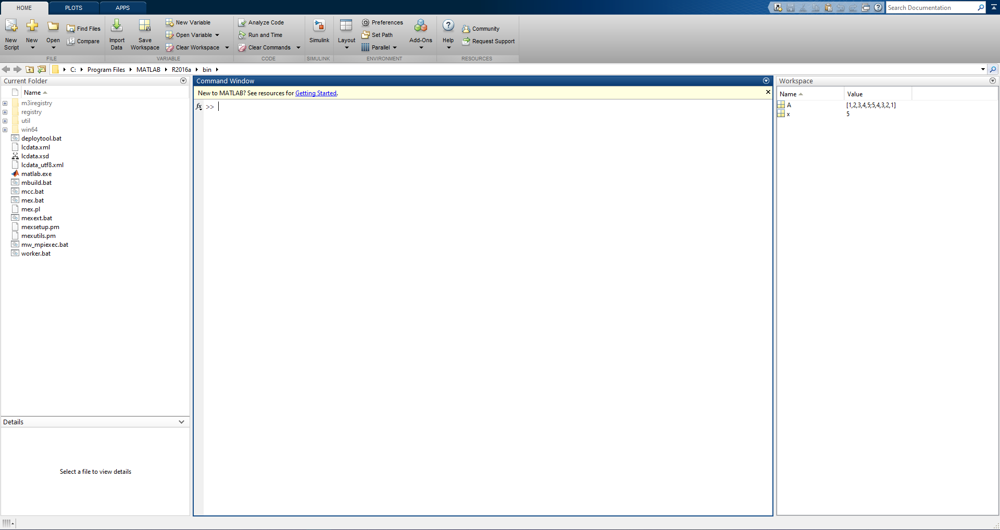 HOME PLOTS APPS
Search Documentation
New Script
New
Open
Find Files
Compare
FILE
Import Data
Save Workspace
New Variable
Open Variable
Clear Workspace
VARIABLE
Analyze Code
Run and Time
Clear Commands
CODE
Simulink
SIMULINK
Layout
Preferences
Set Path
Parallel
Add-Ons
ENVIRONMENT
Help
Community
Request Support
RESOURCES
C: Program Files MATLAB R2016a bin
Current Folder
Name
m3iregistry
registry
util
win64
deploytool.bat
lcdata.xml
lcdata.xsd
lcdata_utf8.xml
matlab.exe
mbuild.bat
mcc.bat
mex.bat
mex.pl
mexext.bat
mexsetup.pm
mexutils.pm
mw_mpiexec.bat
worker.bat
Details
Select a file to view details
Command Window
New to MATLAB? See resources for Getting Started.
fx >>
Workspace
Name Value
A [1,2,3,4,5;5,4,3,2,1]
x 5